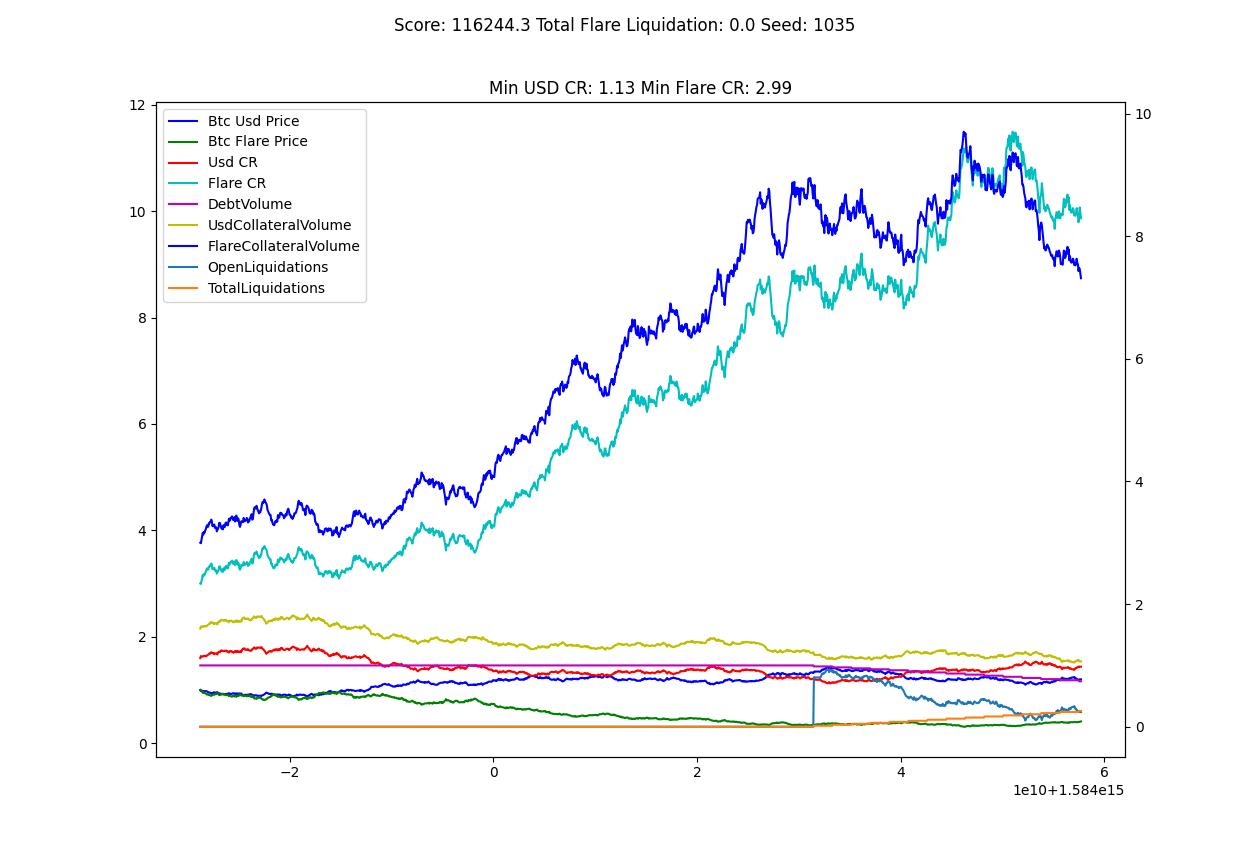 Score: 116244.3 Total Flare Liquidation: 0.0 Seed: 1035
Min USD CR: 1.13 Min Flare CR: 2.99
Btc Usd Price
Btc Flare Price
Usd CR
Flare CR
DebtVolume
UsdCollateralVolume
FlareCollateralVolume
OpenLiquidations
TotalLiquidations
12
10
8
6
4
2
0
10
8
6
4
2
0
−2
0
2
4
6
1e10+1.584e15